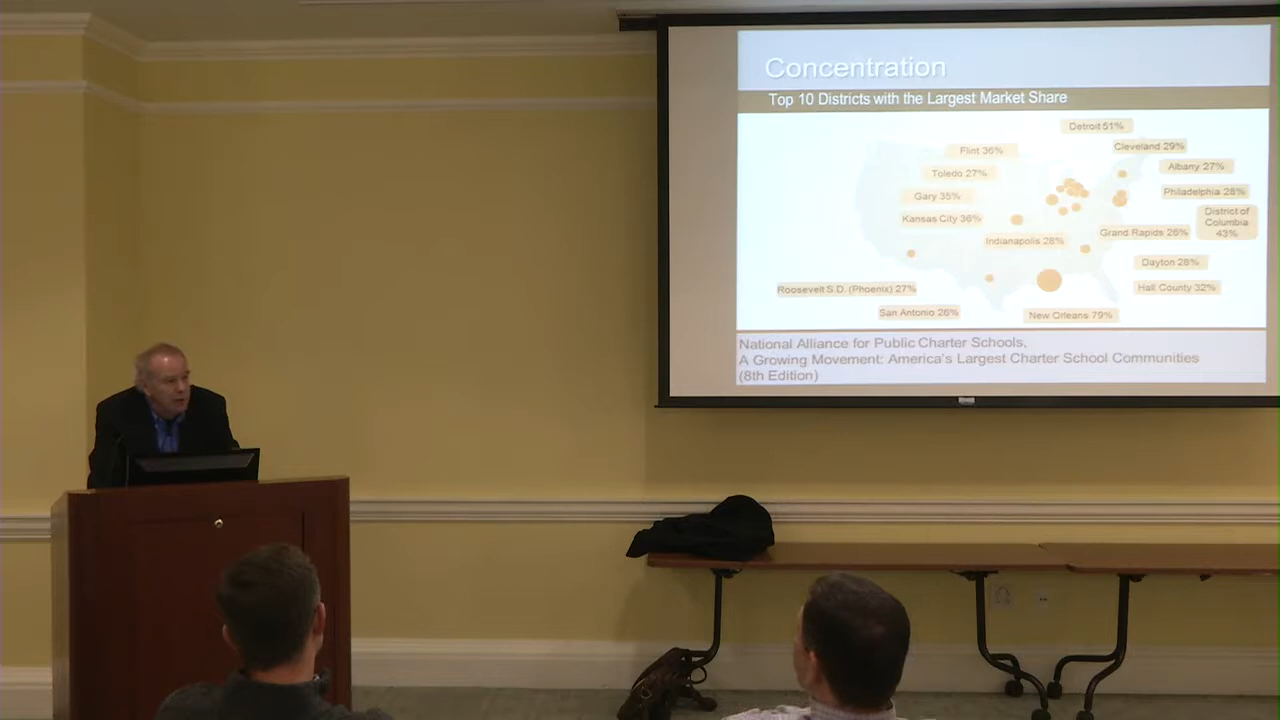 Concentration
Top 10 Districts with the Largest Market Share
Detroit 51%
Flint 36%
Cleveland 29%
Toledo 27%
Albany 27%
Gary 35%
Philadelphia 28%
Kansas City 36%
District of
Columbia
43%
Indianapolis 28%
Grand Rapids 26%
Dayton 28%
Roosevelt S.D. (Phoenix) 27%
Hall County 32%
San Antonio 26%
New Orleans 79%
National Alliance for Public Charter Schools,
A Growing Movement: America's Largest Charter School Communities
(8th Edition)